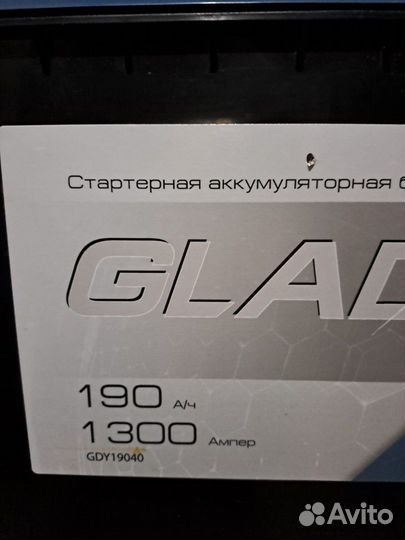 Стартерная аккумуляторная
GLAD
190 А/ч
1300 Ампер
GDY19040
Avito